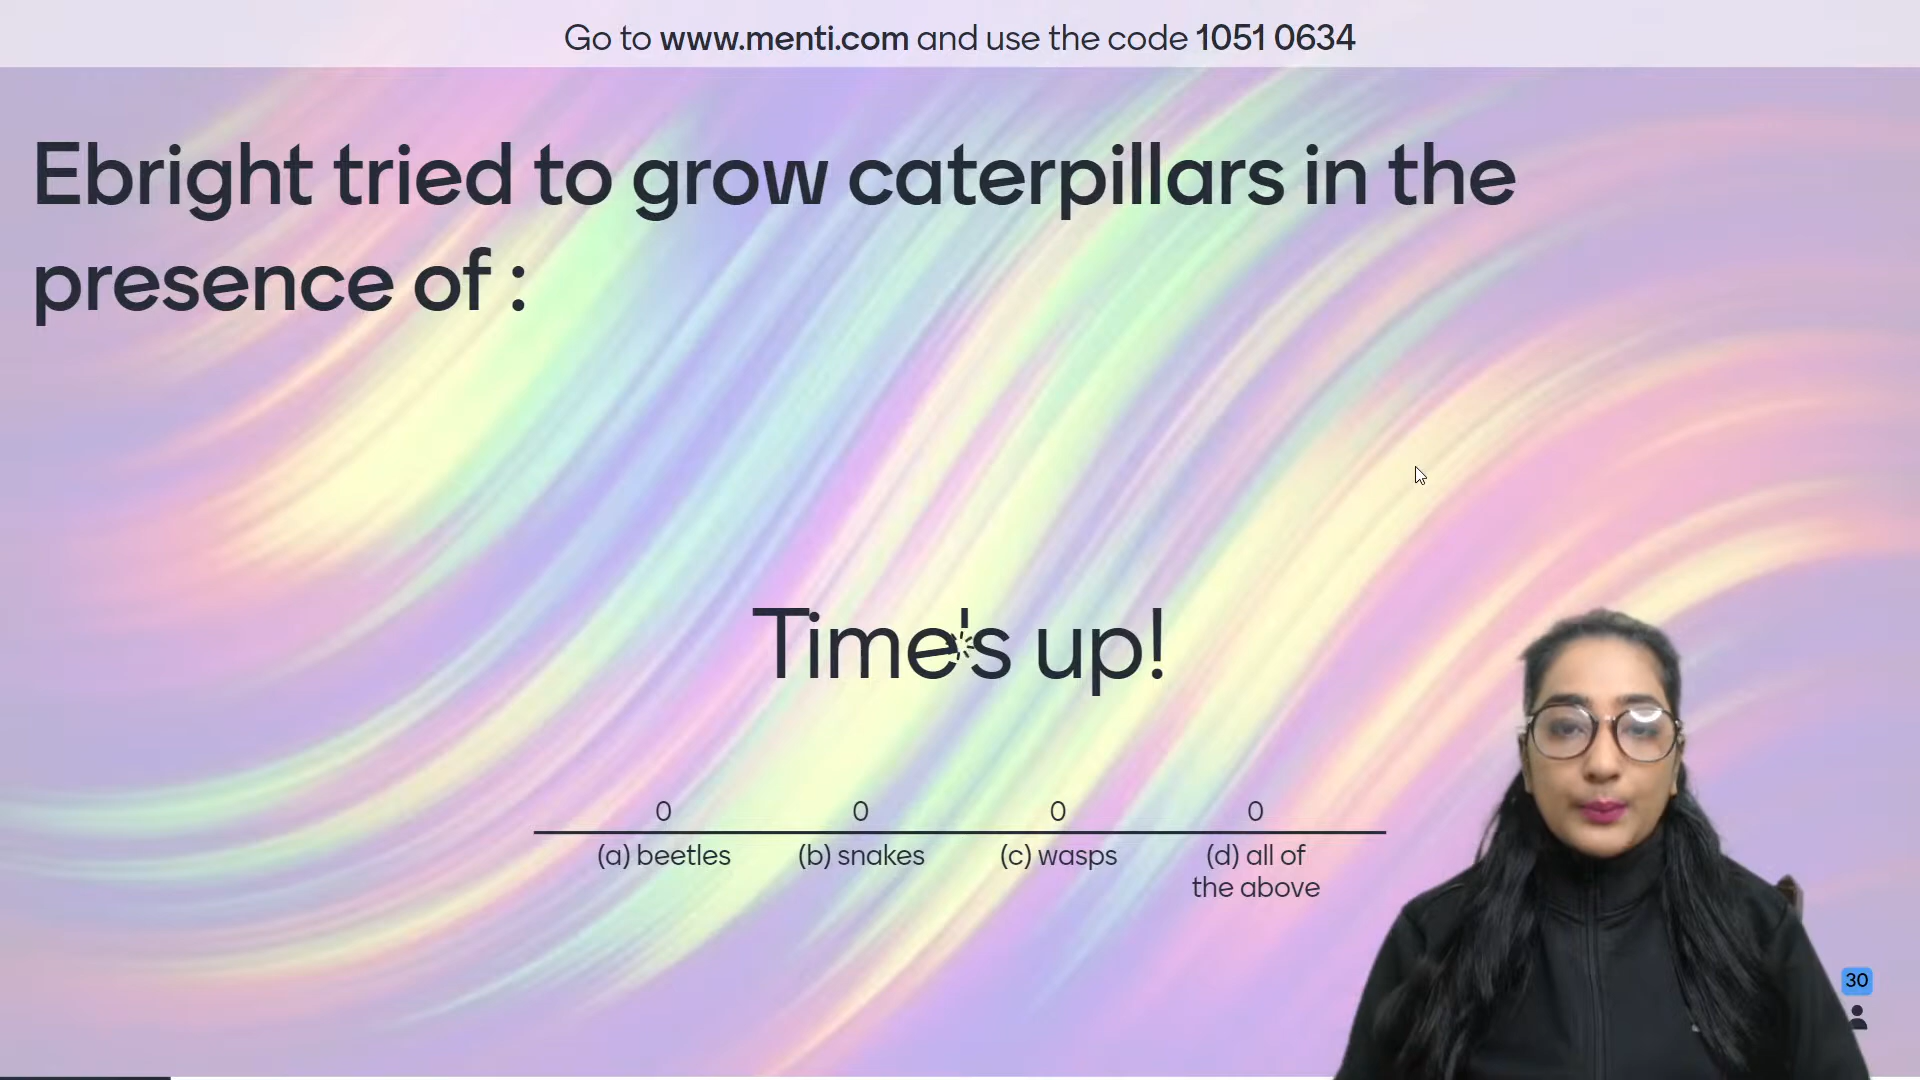 Go to www.menti.com and use the code 1051 0634
Ebright tried to grow caterpillars in the
presence of :
Time's up!
0 0 0 0
(a) beetles (b) snakes (c) wasps (d) all of
the above
30